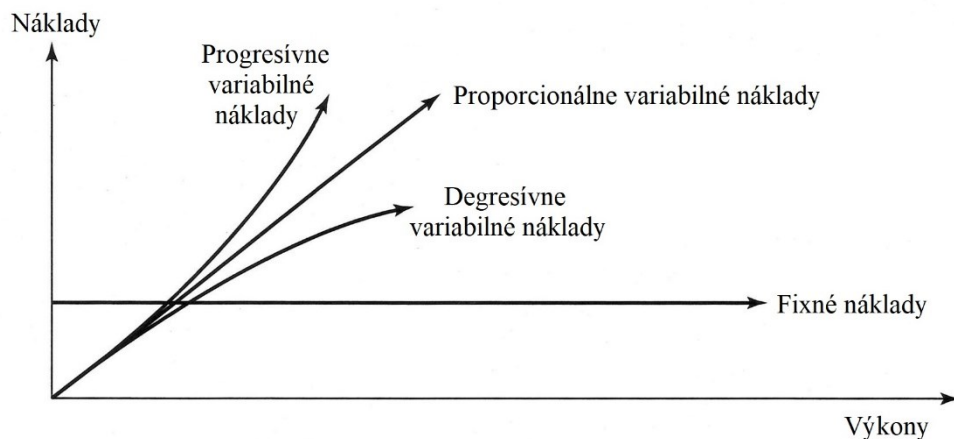 Náklady
Progresívne
variabilné
náklady
Proporcionálne variabilné náklady
Degresívne
variabilné náklady
Fixné náklady
Výkony